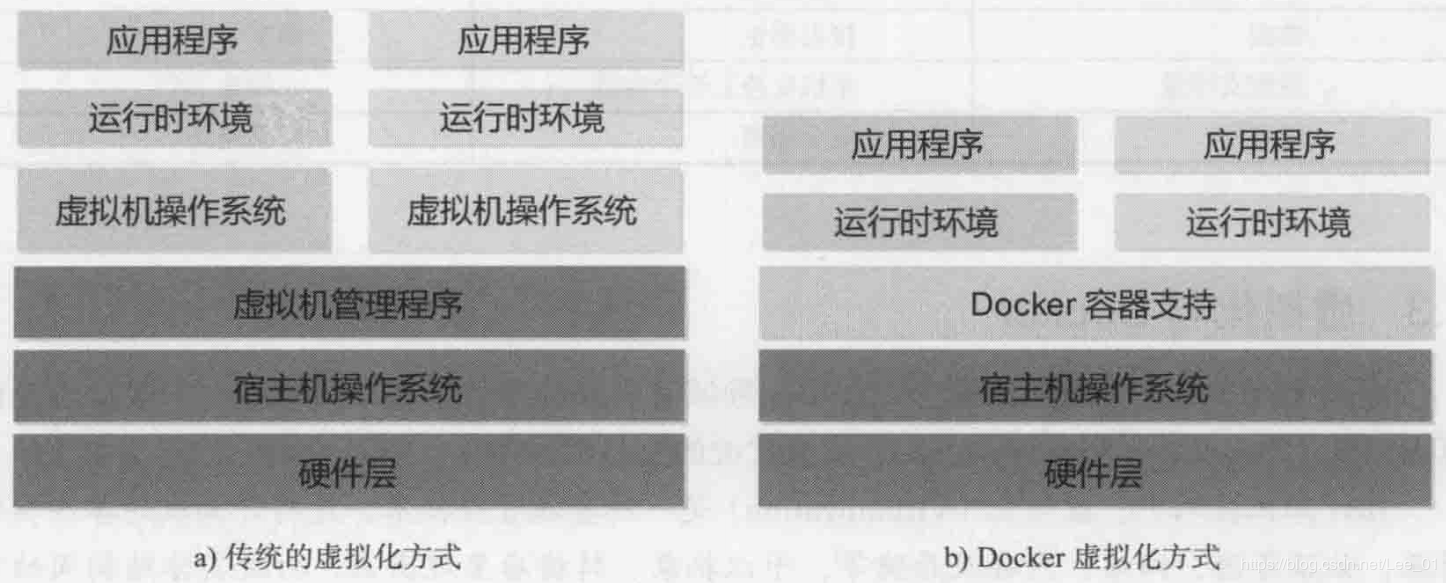 应用程序 应用程序
运行时环境 运行时环境
虚拟机操作系统 虚拟机操作系统
虚拟机管理程序
宿主机操作系统
硬件层
a) 传统的虚拟化方式
应用程序 应用程序
运行时环境 运行时环境
Docker 容器支持
宿主机操作系统
硬件层
b) Docker 虚拟化方式
https://blog.csdn.net/Lee_01